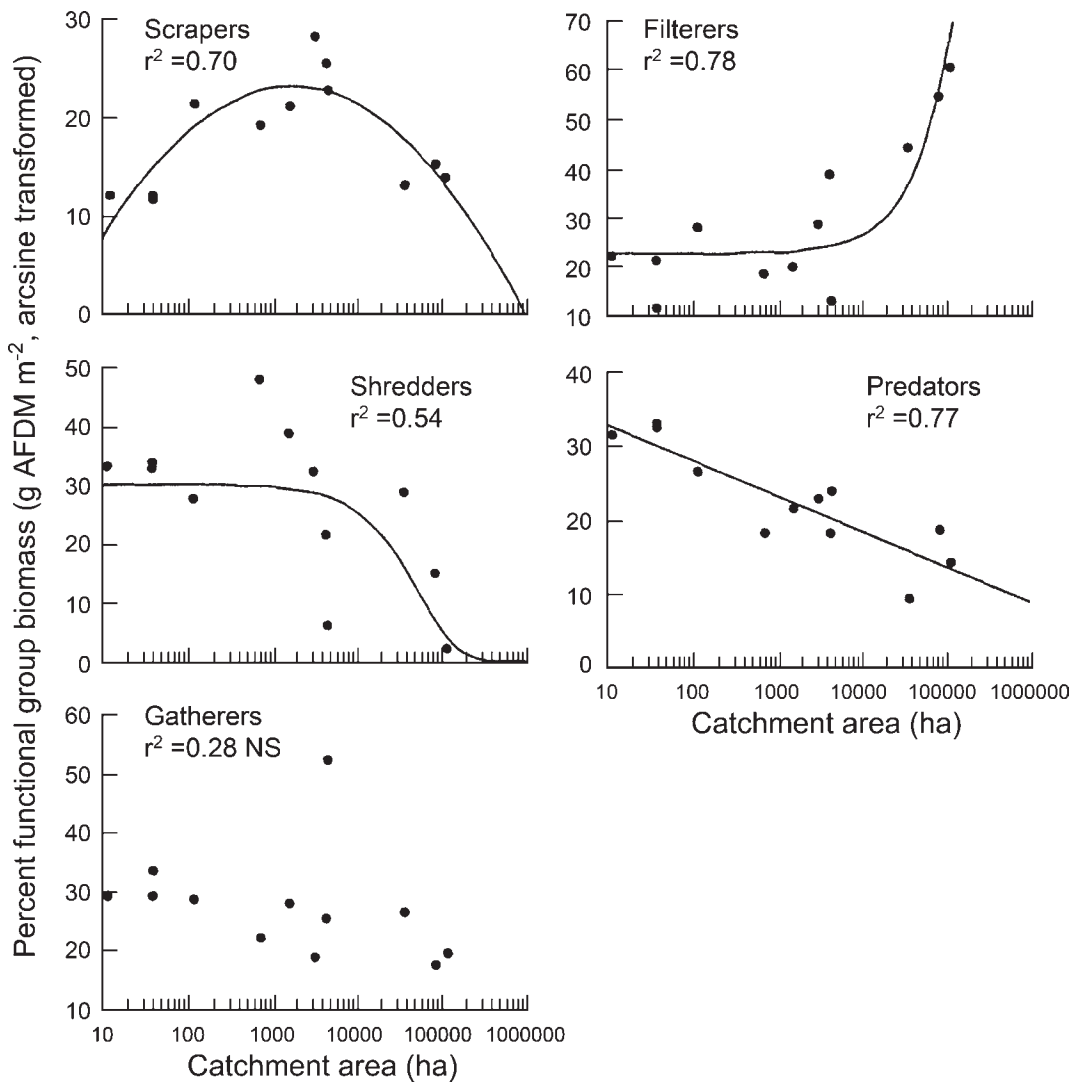 Percent functional group biomass (g AFDM m⁻², arcsine transformed)
Scrapers
r² =0.70
30
20
10
0
Filterers
r² =0.78
70
60
50
40
30
20
10
Shredders
r² =0.54
50
40
30
20
10
0
Predators
r² =0.77
40
30
20
10
0
10 100 1000 10000 100000 1000000
Catchment area (ha)
Gatherers
r² =0.28 NS
60
50
40
30
20
10
10 100 1000 10000 100000 1000000
Catchment area (ha)